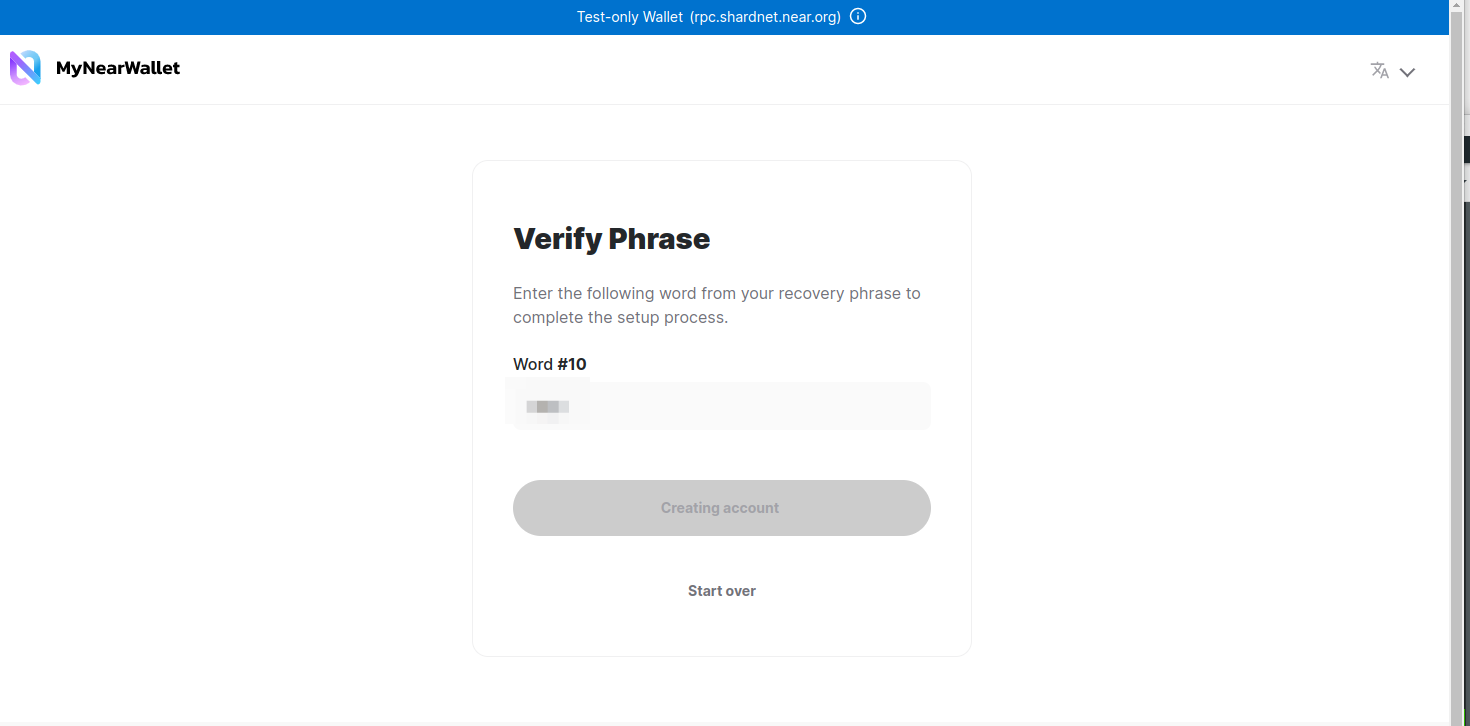 Test-only Wallet (rpc.shardnet.near.org)
MyNearWallet
Verify Phrase
Enter the following word from your recovery phrase to
complete the setup process.
Word #10
Creating account
Start over